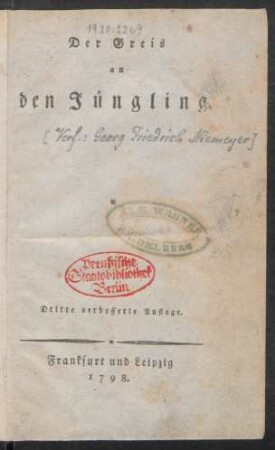 1920.2269
Der Greis
an
den Jüngling.
[Verf.: Georg Friedrich Niemeyer]
Preußische
Staatsbibliothek
Berlin
Dritte verbesserte Auflage.
Frankfurt und Leipzig
1798.